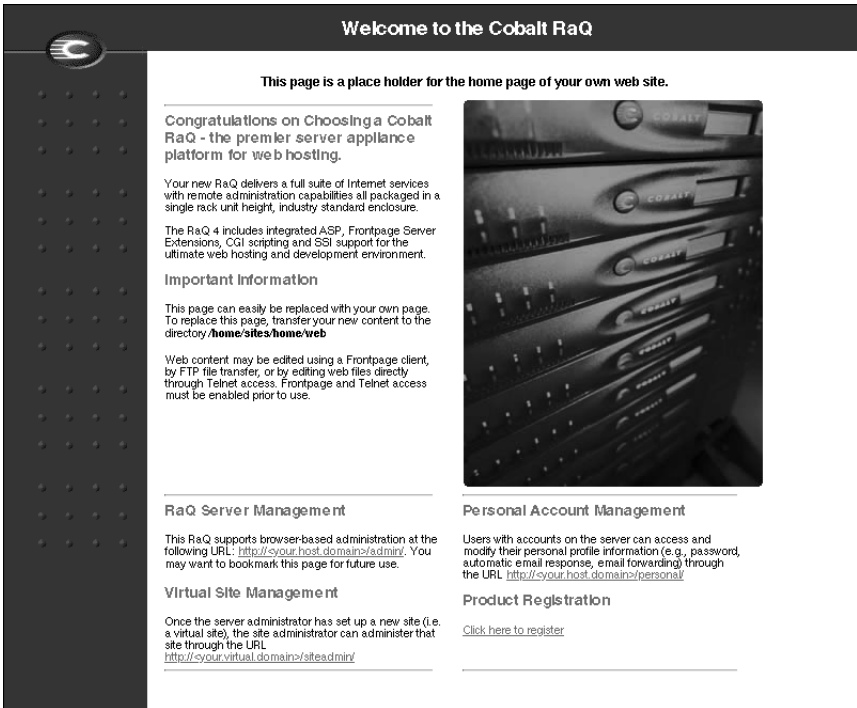 Welcome to the Cobalt RaQ
This page is a place holder for the home page of your own web site.
Congratulations on Choosing a Cobalt
RaQ - the premier server appliance
platform for web hosting.
Your new RaQ delivers a full suite of Internet services
with remote administration capabilities all packaged in a
single rack unit height, industry standard enclosure.
The RaQ 4 includes integrated ASP, Frontpage Server
Extensions, CGI scripting and SSI support for the
ultimate web hosting and development environment.
Important Information
This page can easily be replaced with your own page.
To replace this page, transfer your new content to the
directory /home/sites/home/web
Web content may be edited using a Frontpage client,
by FTP file transfer, or by editing web files directly
through Telnet access. Frontpage and Telnet access
must be enabled prior to use.
COBALT
COBALT
COBALT
COBALT
RaQ Server Management
This RaQ supports browser-based administration at the
following URL: http://<your.host.domain>/admin/. You
may want to bookmark this page for future use.
Virtual Site Management
Once the server administrator has set up a new site (i.e.
a virtual site), the site administrator can administer that
site through the URL
http://<your.virtual.domain>/siteadmin/
Personal Account Management
Users with accounts on the server can access and
modify their personal profile information (e.g., password,
automatic email response, email forwarding) through
the URL http://<your.host.domain>/personal/
Product Registration
Click here to register